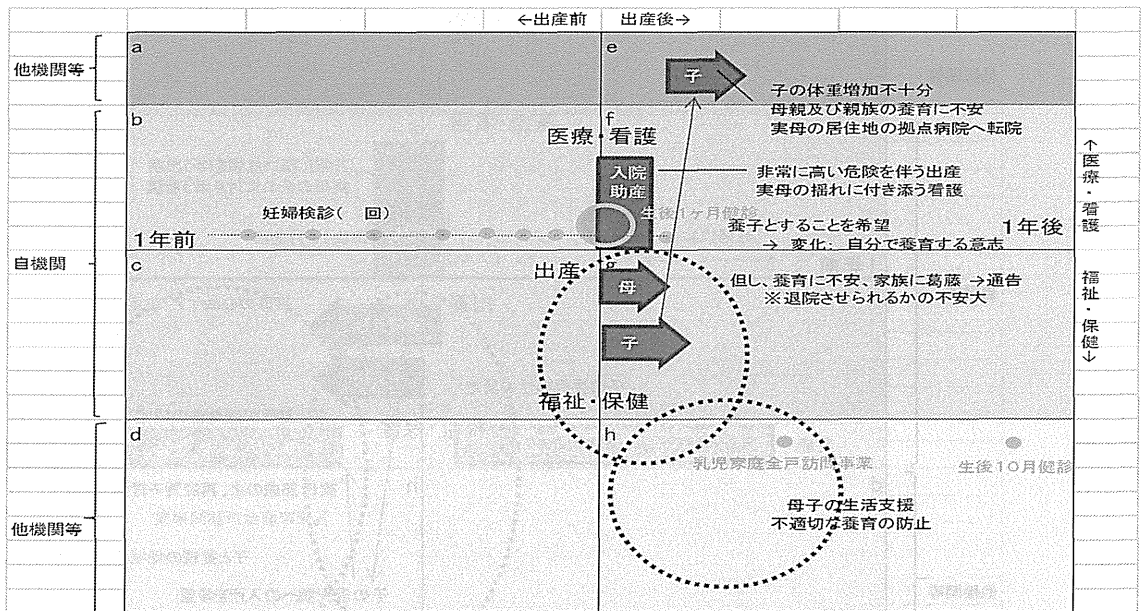 ←出産前 出産後→
a
e
他機関等
子
子の体重増加不十分
母親及び親族の養育に不安
実母の居住地の拠点病院へ転院
b
f
医療・看護
↑医療・看護
入院
助産
非常に高い危険を伴う出産
実母の揺れに付き添う看護
妊婦検診( 回)
生後1ヶ月健診
養子とすることを希望
→ 変化: 自分で養育する意志
1年前
1年後
自機関
c
出産
g
母
但し、養育に不安、家族に葛藤 →通告
※退院させられるかの不安大
福祉・保健↓
子
福祉・保健
d
h
乳児家庭全戸訪問事業
生後10月健診
母子の生活支援
不適切な養育の防止
他機関等